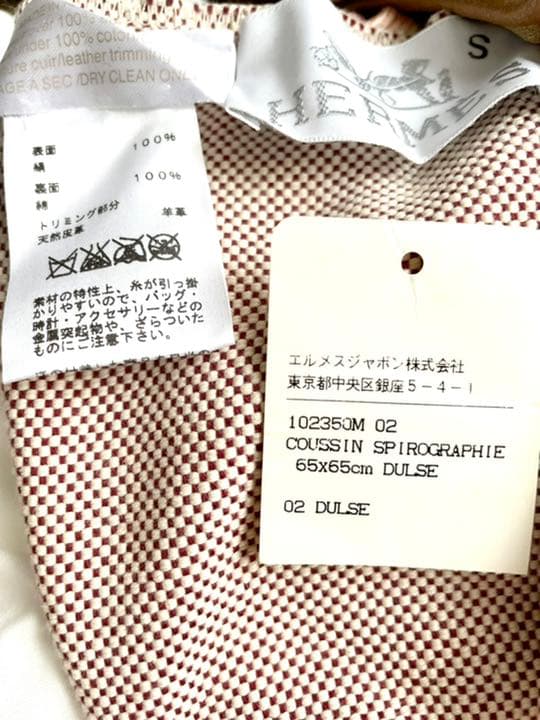 over 100%
under 100% coton
cuir/leather trimming
A SEC /DRY CLEAN ONLY
S
HERMES
表面 100%
絹
裏面 100%
綿
トリミング部分 羊革
天然皮革
素材の特性上、糸が引っ掛
かりやすいので、バッグ・
時計・アクセサリーなどの
金属突起物や、ざらついた
ものにご注意下さい。
エルメスジャポン株式会社
東京都中央区銀座5-4-1
102350M 02
COUSSIN SPIROGRAPHIE
65x65cm DULSE
02 DULSE